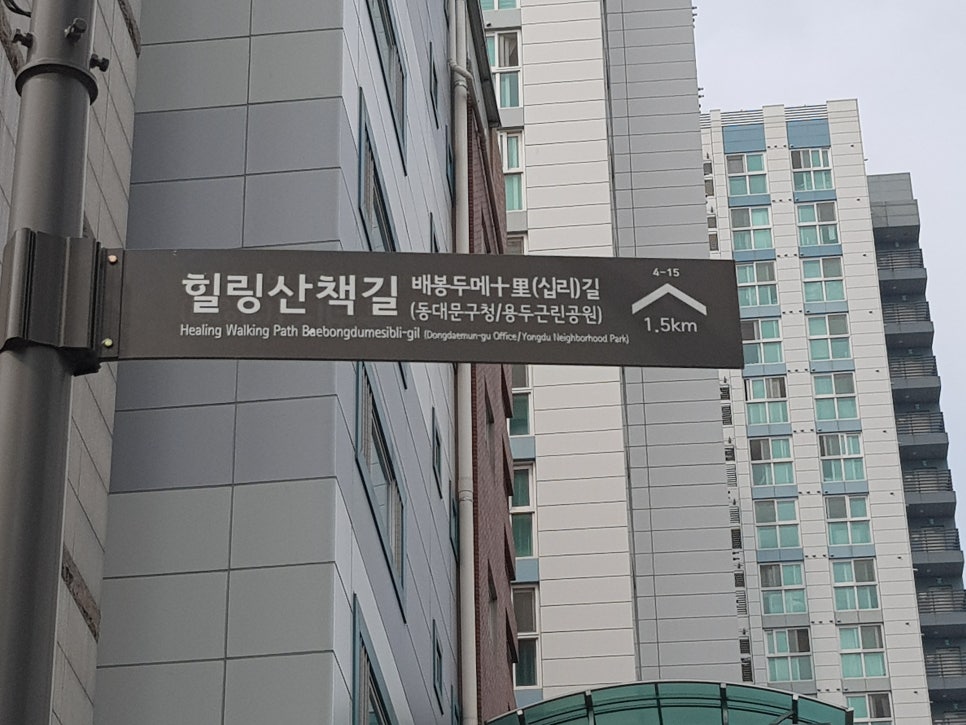 힐링산책길 배봉두메十里(십리)길
(동대문구청/용두근린공원)
Healing Walking Path Baebongdumesibli-gil (Dongdaemun-gu Office/Yongdu Neighborhood Park)
4-15
1.5km